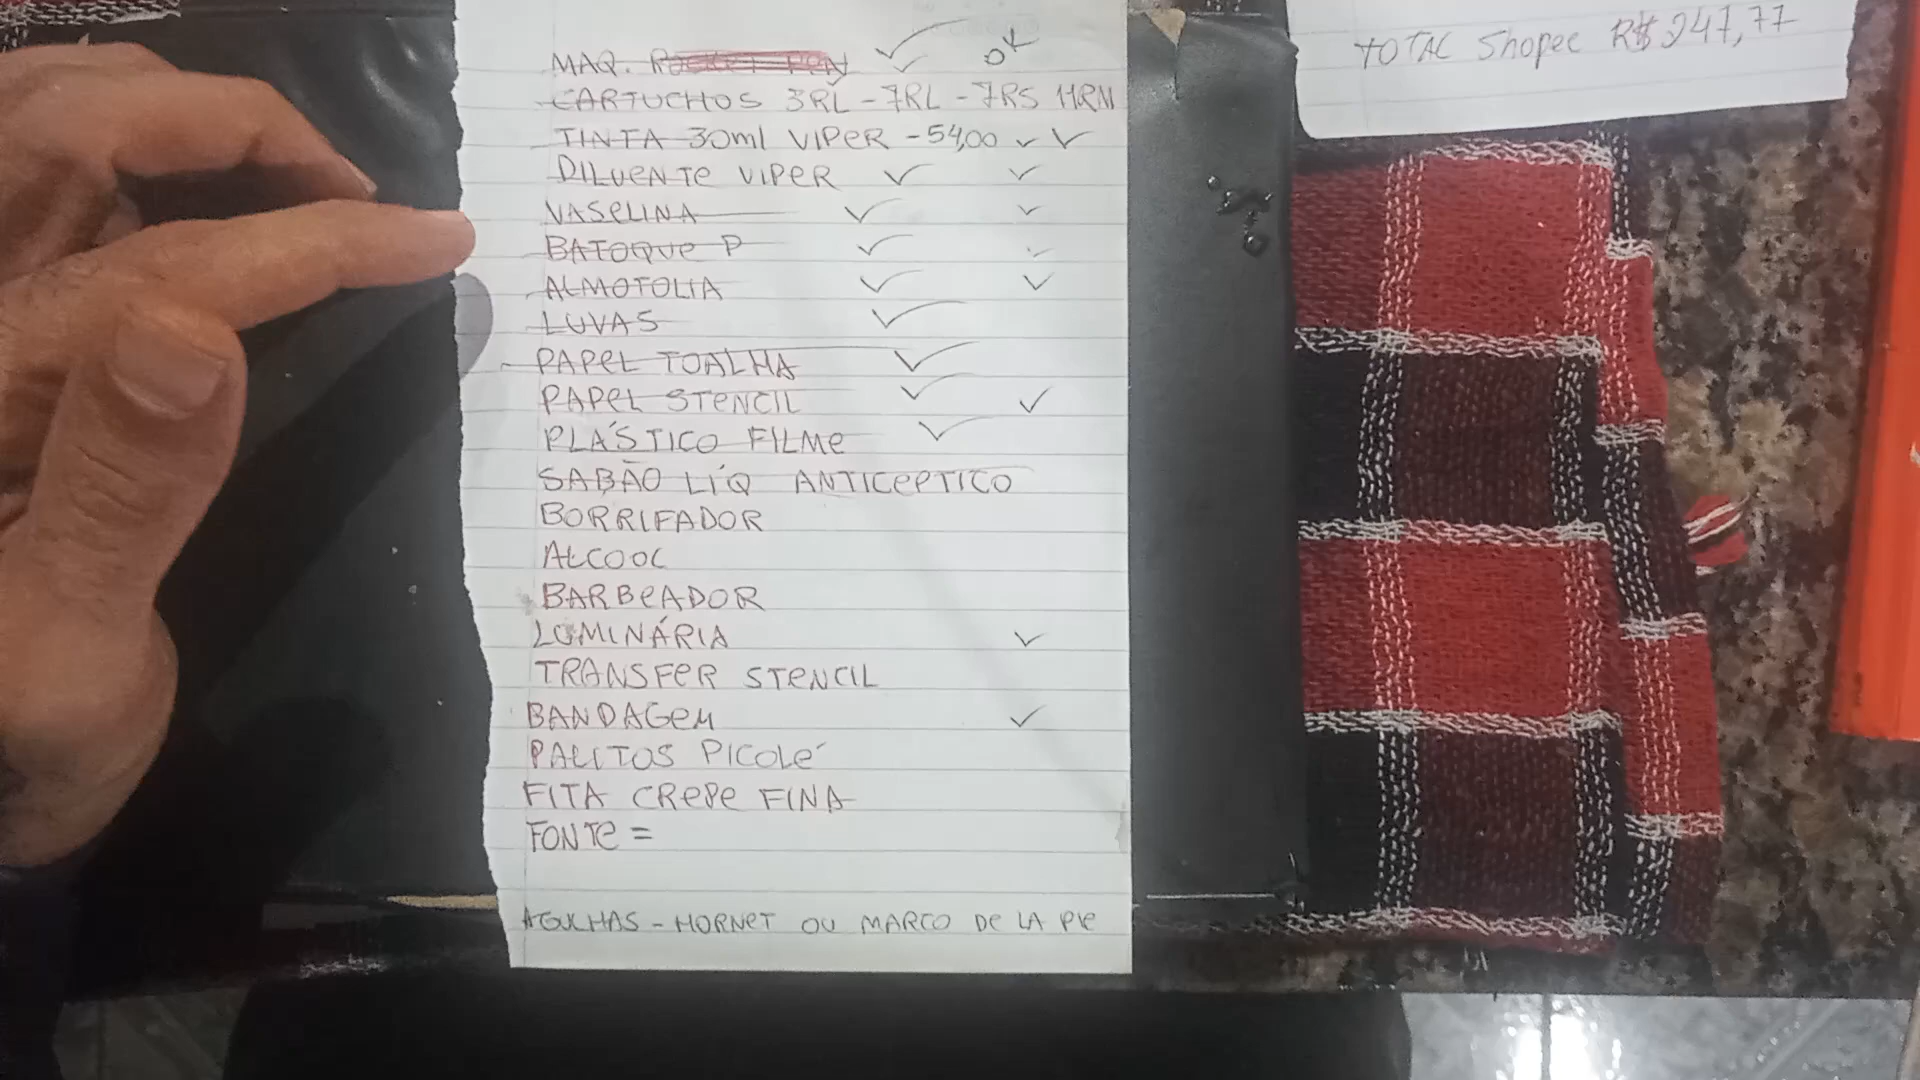 MAQ. OK
CARTUCHOS 3RL - 7RL - 7RS 11RM
TINTA 30ml VIPER - 54,00
DILUENTE VIPER
VASELINA
BATOQUE P
ALMOTOLIA
LUVAS
PAPEL TOALHA
PAPEL STENCIL
PLÁSTICO FILME
SABÃO LÍQ ANTICEPTICO
BORRIFADOR
ALCOOL
BARBEADOR
LUMINÁRIA
TRANSFER STENCIL
BANDAGEM
PALITOS PICOLÉ
FITA CREPE FINA
FONTE =
AGULHAS - HORNET OU MARCO DE LA PIE
TOTAL Shopee R$ 247,77